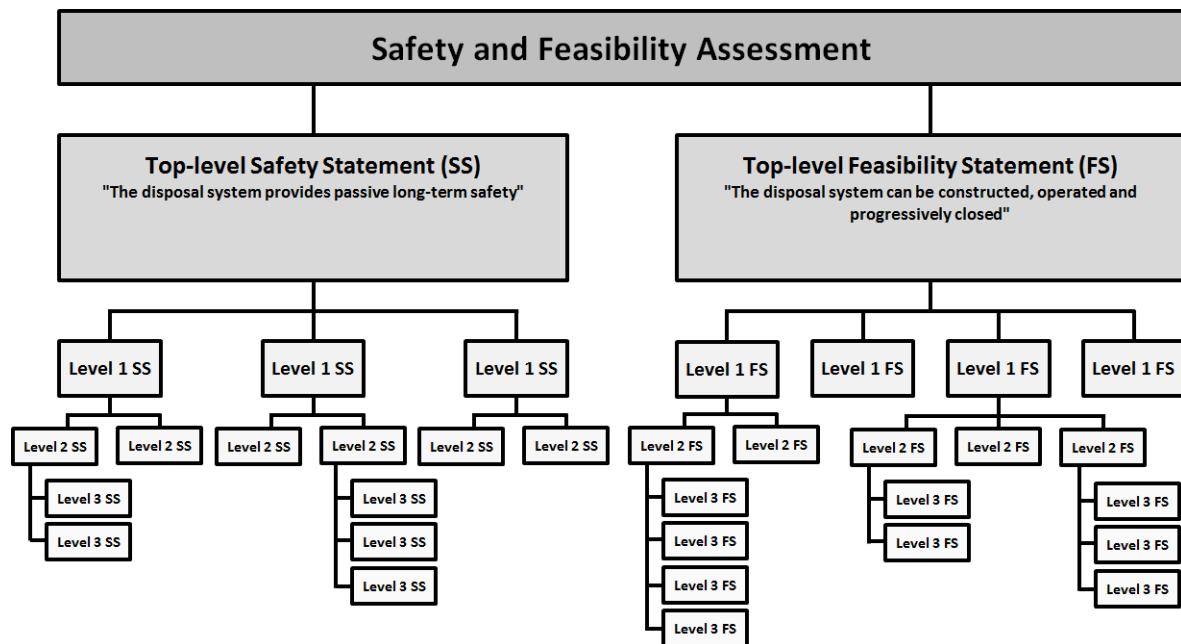 Safety and Feasibility Assessment
Top-level Safety Statement (SS)
"The disposal system provides passive long-term safety"
Top-level Feasibility Statement (FS)
"The disposal system can be constructed, operated and
progressively closed"
Level 1 SS
Level 1 SS
Level 1 SS
Level 1 FS
Level 1 FS
Level 1 FS
Level 1 FS
Level 2 SS
Level 2 SS
Level 2 SS
Level 2 SS
Level 2 SS
Level 2 SS
Level 2 FS
Level 2 FS
Level 2 FS
Level 2 FS
Level 2 FS
Level 3 SS
Level 3 SS
Level 3 SS
Level 3 SS
Level 3 SS
Level 3 FS
Level 3 FS
Level 3 FS
Level 3 FS
Level 3 FS
Level 3 FS
Level 3 FS
Level 3 FS
Level 3 FS